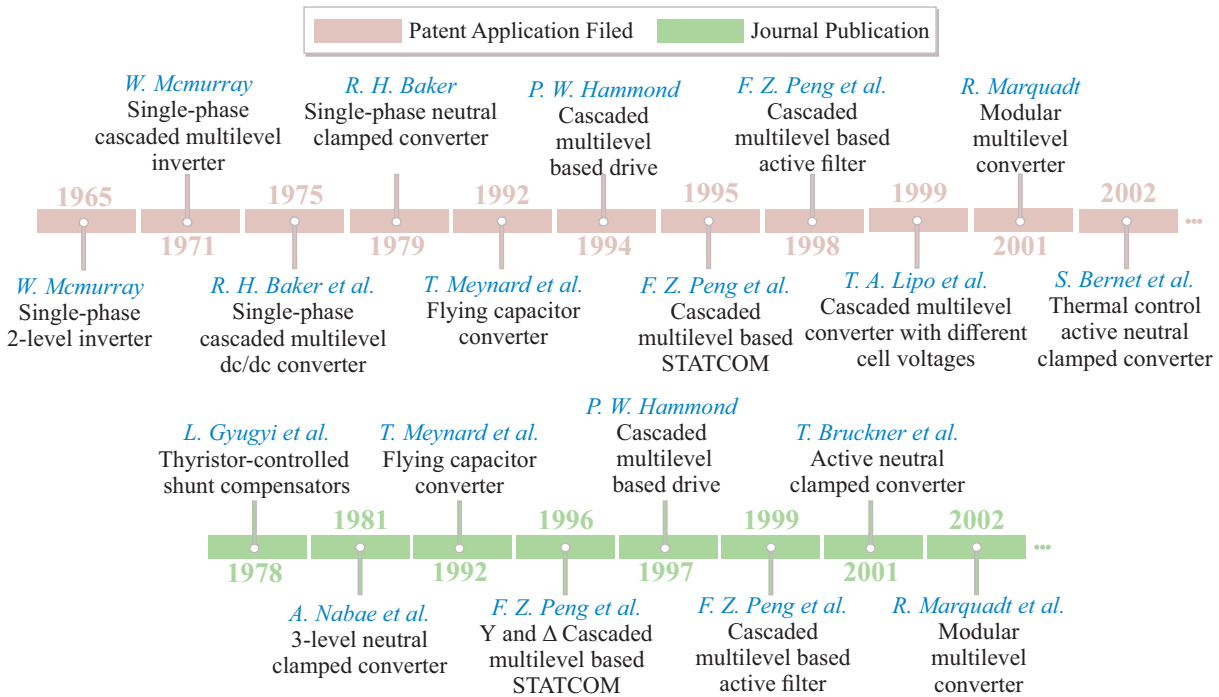 Patent Application Filed
Journal Publication
W. Mcmurray
Single-phase
cascaded multilevel
inverter
R. H. Baker
Single-phase neutral
clamped converter
P. W. Hammond
Cascaded
multilevel
based drive
F. Z. Peng et al.
Cascaded
multilevel based
active filter
R. Marquadt
Modular
multilevel
converter
1965
1971
1975
1979
1992
1994
1995
1998
1999
2001
2002
...
W. Mcmurray
Single-phase
2-level inverter
R. H. Baker et al.
Single-phase
cascaded multilevel
dc/dc converter
T. Meynard et al.
Flying capacitor
converter
F. Z. Peng et al.
Cascaded
multilevel based
STATCOM
T. A. Lipo et al.
Cascaded multilevel
converter with different
cell voltages
S. Bernet et al.
Thermal control
active neutral
clamped converter
L. Gyugyi et al.
Thyristor-controlled
shunt compensators
T. Meynard et al.
Flying capacitor
converter
P. W. Hammond
Cascaded
multilevel
based drive
T. Bruckner et al.
Active neutral
clamped converter
1978
1981
1992
1996
1997
1999
2001
2002
...
A. Nabae et al.
3-level neutral
clamped converter
F. Z. Peng et al.
Y and Δ Cascaded
multilevel based
STATCOM
F. Z. Peng et al.
Cascaded
multilevel based
active filter
R. Marquadt et al.
Modular
multilevel
converter